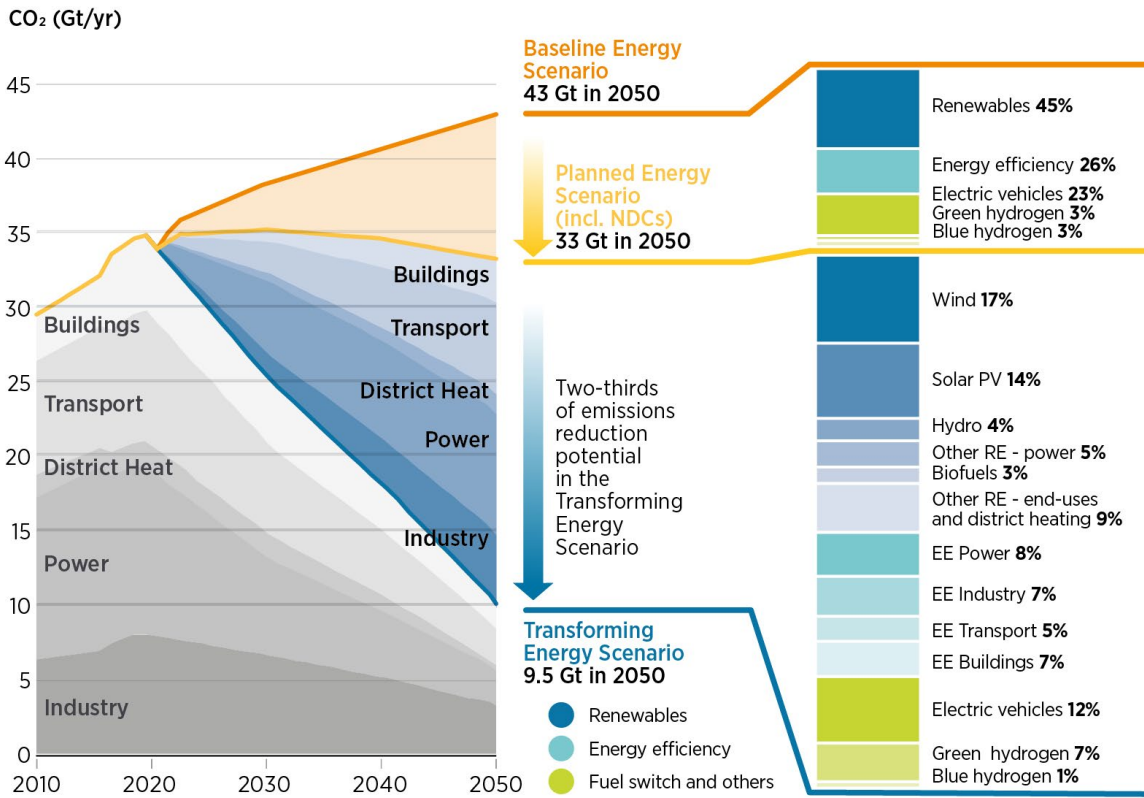 CO₂ (Gt/yr)
45
40
35
30
25
20
15
10
5
0
2010
2020
2030
2040
2050
Buildings
Transport
District Heat
Power
Industry
Buildings
Transport
District Heat
Power
Industry
Baseline Energy
Scenario
43 Gt in 2050
Planned Energy
Scenario
(incl. NDCs)
33 Gt in 2050
Two-thirds
of emissions
reduction
potential
in the
Transforming
Energy
Scenario
Transforming
Energy Scenario
9.5 Gt in 2050
Renewables
Energy efficiency
Fuel switch and others
Renewables 45%
Energy efficiency 26%
Electric vehicles 23%
Green hydrogen 3%
Blue hydrogen 3%
Wind 17%
Solar PV 14%
Hydro 4%
Other RE - power 5%
Biofuels 3%
Other RE - end-uses
and district heating 9%
EE Power 8%
EE Industry 7%
EE Transport 5%
EE Buildings 7%
Electric vehicles 12%
Green hydrogen 7%
Blue hydrogen 1%